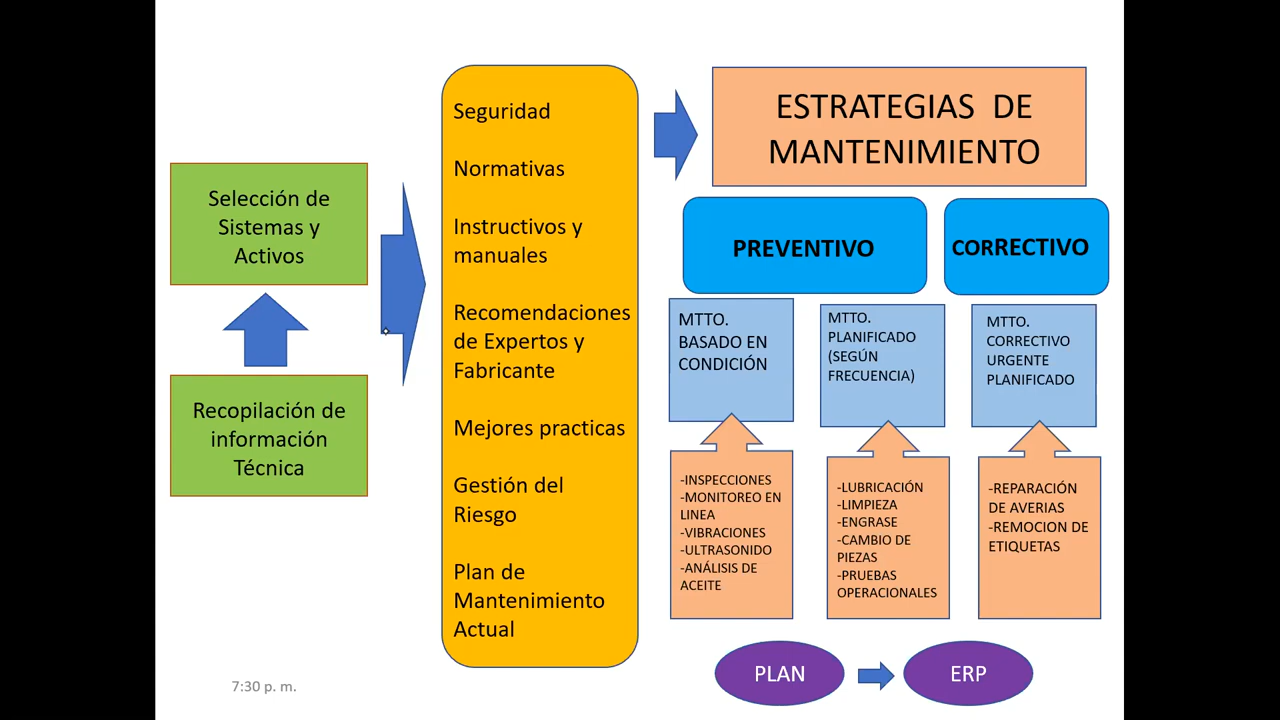 Selección de
Sistemas y
Activos
Recopilación de
información
Técnica
Seguridad
Normativas
Instructivos y
manuales
Recomendaciones
de Expertos y
Fabricante
Mejores practicas
Gestión del
Riesgo
Plan de
Mantenimiento
Actual
ESTRATEGIAS DE
MANTENIMIENTO
PREVENTIVO
CORRECTIVO
MTTO.
BASADO EN
CONDICIÓN
MTTO.
PLANIFICADO
(SEGÚN
FRECUENCIA)
MTTO.
CORRECTIVO
URGENTE
PLANIFICADO
-INSPECCIONES
-MONITOREO EN
LINEA
-VIBRACIONES
-ULTRASONIDO
-ANÁLISIS DE
ACEITE
-LUBRICACIÓN
-LIMPIEZA
-ENGRASE
-CAMBIO DE
PIEZAS
-PRUEBAS
OPERACIONALES
-REPARACIÓN
DE AVERIAS
-REMOCION DE
ETIQUETAS
PLAN
ERP
7:30 p. m.